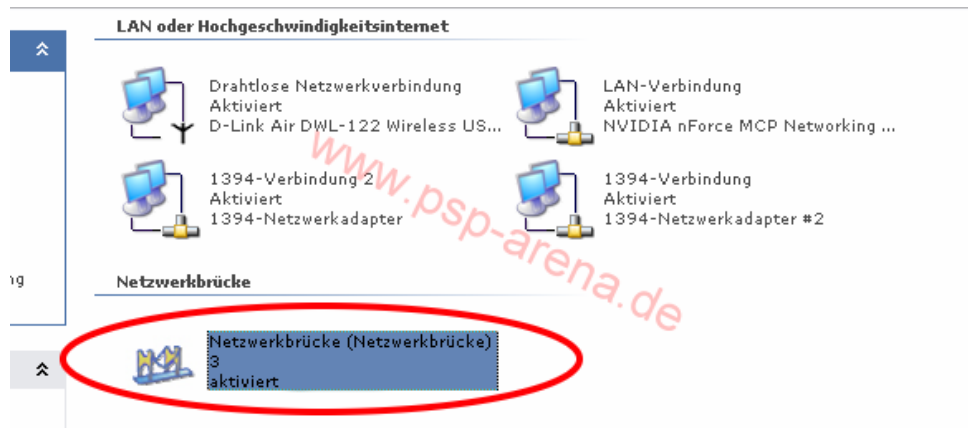 LAN oder Hochgeschwindigkeitsinternet
Drahtlose Netzwerkverbindung
Aktiviert
D-Link Air DWL-122 Wireless US...
LAN-Verbindung
Aktiviert
NVIDIA nForce MCP Networking ...
1394-Verbindung 2
Aktiviert
1394-Netzwerkadapter
1394-Verbindung
Aktiviert
1394-Netzwerkadapter #2
www.psp-arena.de
ng
Netzwerkbrücke
Netzwerkbrücke (Netzwerkbrücke)
3
aktiviert